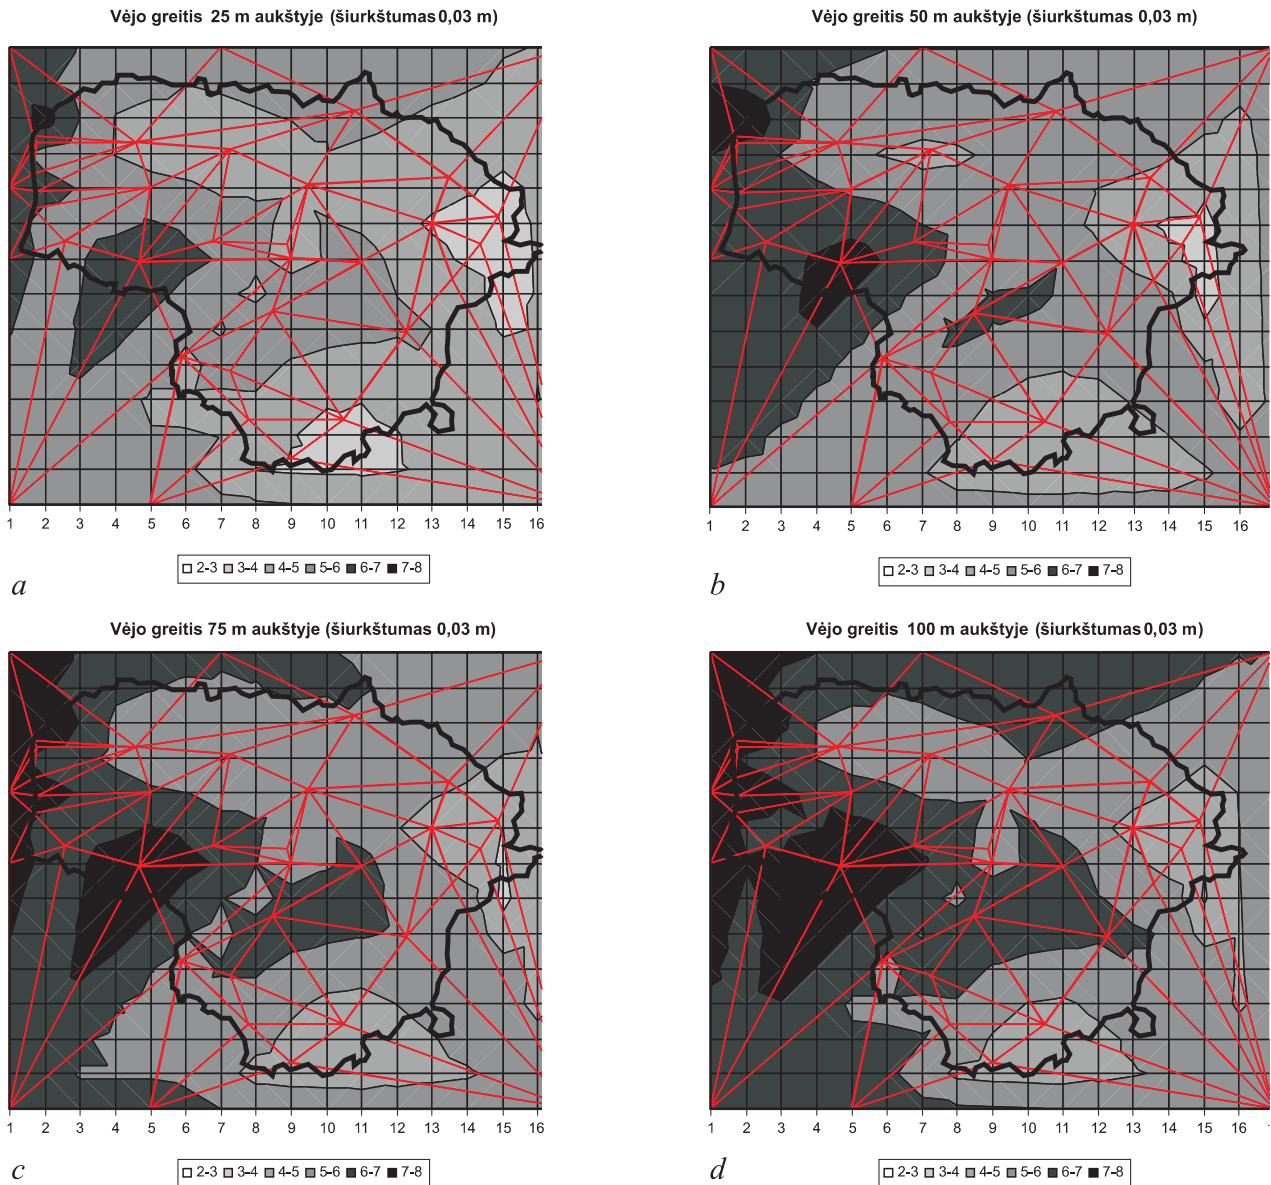 Vėjo greitis 25 m aukštyje (šiurkštumas 0,03 m)
1 2 3 4 5 6 7 8 9 10 11 12 13 14 15 16
2-3 3-4 4-5 5-6 6-7 7-8
a
Vėjo greitis 50 m aukštyje (šiurkštumas 0,03 m)
1 2 3 4 5 6 7 8 9 10 11 12 13 14 15 16
2-3 3-4 4-5 5-6 6-7 7-8
b
Vėjo greitis 75 m aukštyje (šiurkštumas 0,03 m)
1 2 3 4 5 6 7 8 9 10 11 12 13 14 15 16
2-3 3-4 4-5 5-6 6-7 7-8
c
Vėjo greitis 100 m aukštyje (šiurkštumas 0,03 m)
1 2 3 4 5 6 7 8 9 10 11 12 13 14 15 16
2-3 3-4 4-5 5-6 6-7 7-8
d